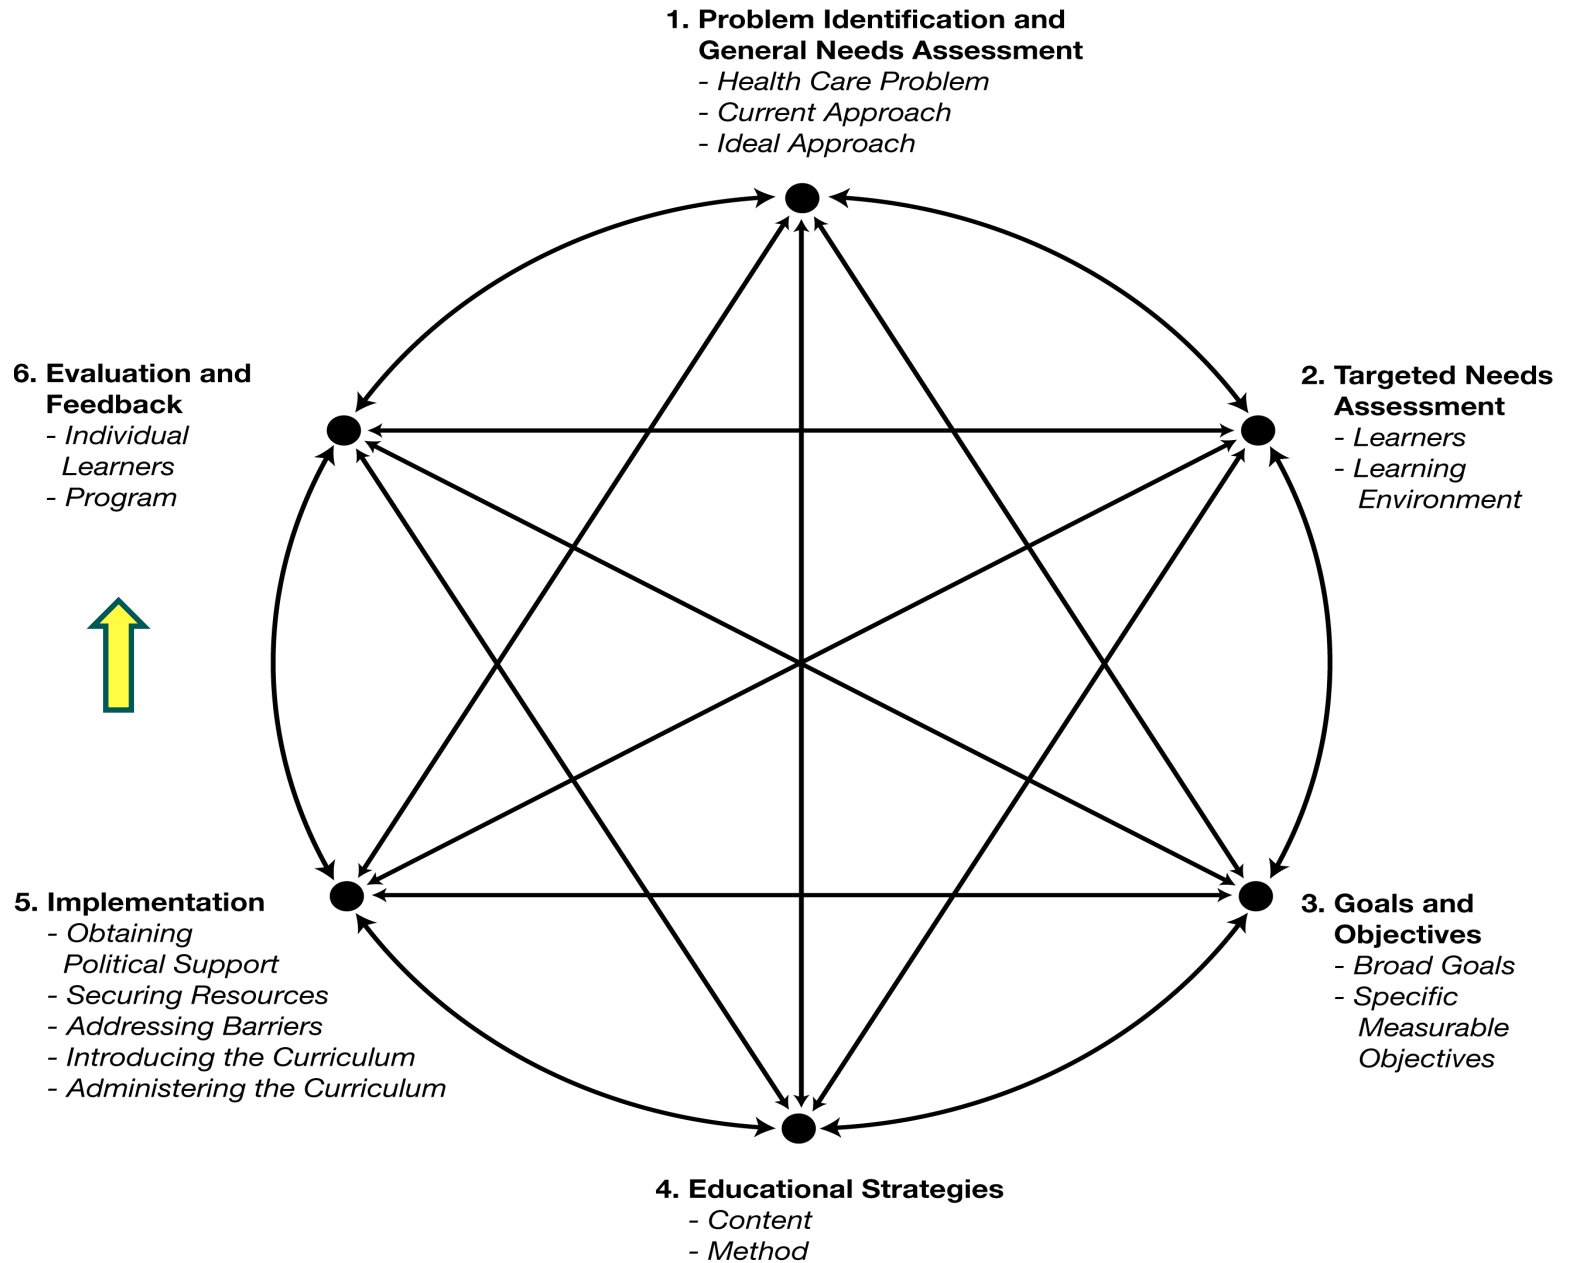 1. Problem Identification and
General Needs Assessment
- Health Care Problem
- Current Approach
- Ideal Approach
6. Evaluation and
Feedback
- Individual
Learners
- Program
2. Targeted Needs
Assessment
- Learners
- Learning
Environment
5. Implementation
- Obtaining
Political Support
- Securing Resources
- Addressing Barriers
- Introducing the Curriculum
- Administering the Curriculum
3. Goals and
Objectives
- Broad Goals
- Specific
Measurable
Objectives
4. Educational Strategies
- Content
- Method